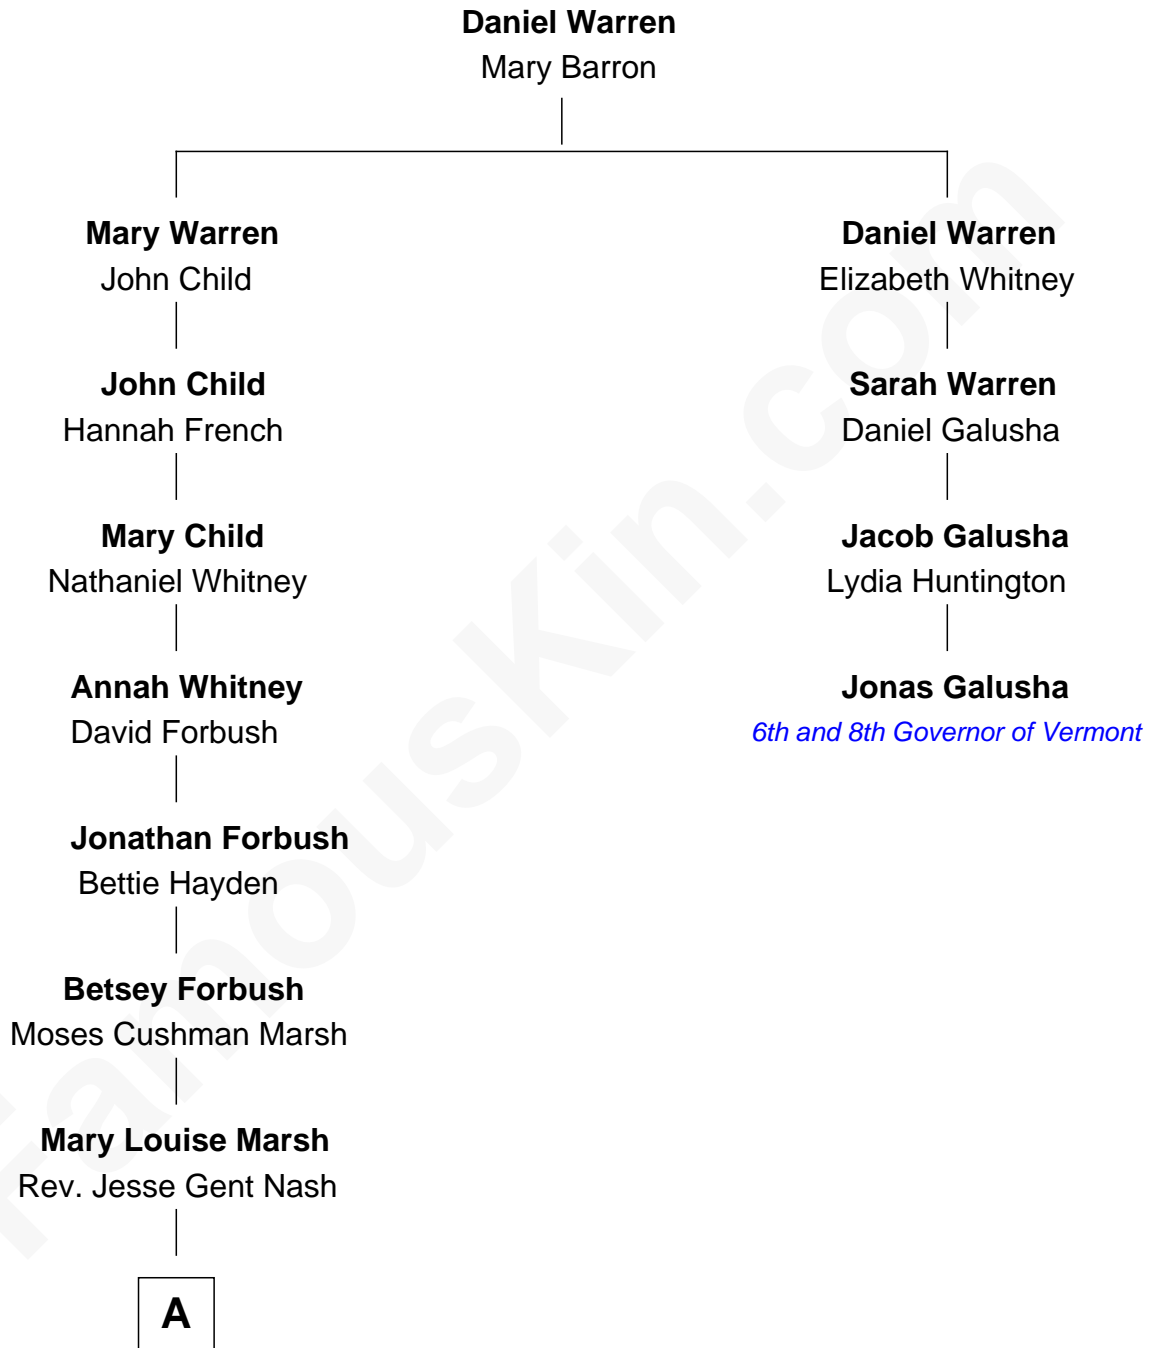 Daniel Warren
Mary Barron
Mary Warren
John Child
Daniel Warren
Elizabeth Whitney
John Child
Hannah French
Sarah Warren
Daniel Galusha
Mary Child
Nathaniel Whitney
Jacob Galusha
Lydia Huntington
Annah Whitney
David Forbush
Jonas Galusha
6th and 8th Governor of Vermont
Jonathan Forbush
Bettie Hayden
Betsey Forbush
Moses Cushman Marsh
Mary Louise Marsh
Rev. Jesse Gent Nash
A
FamousKin.com